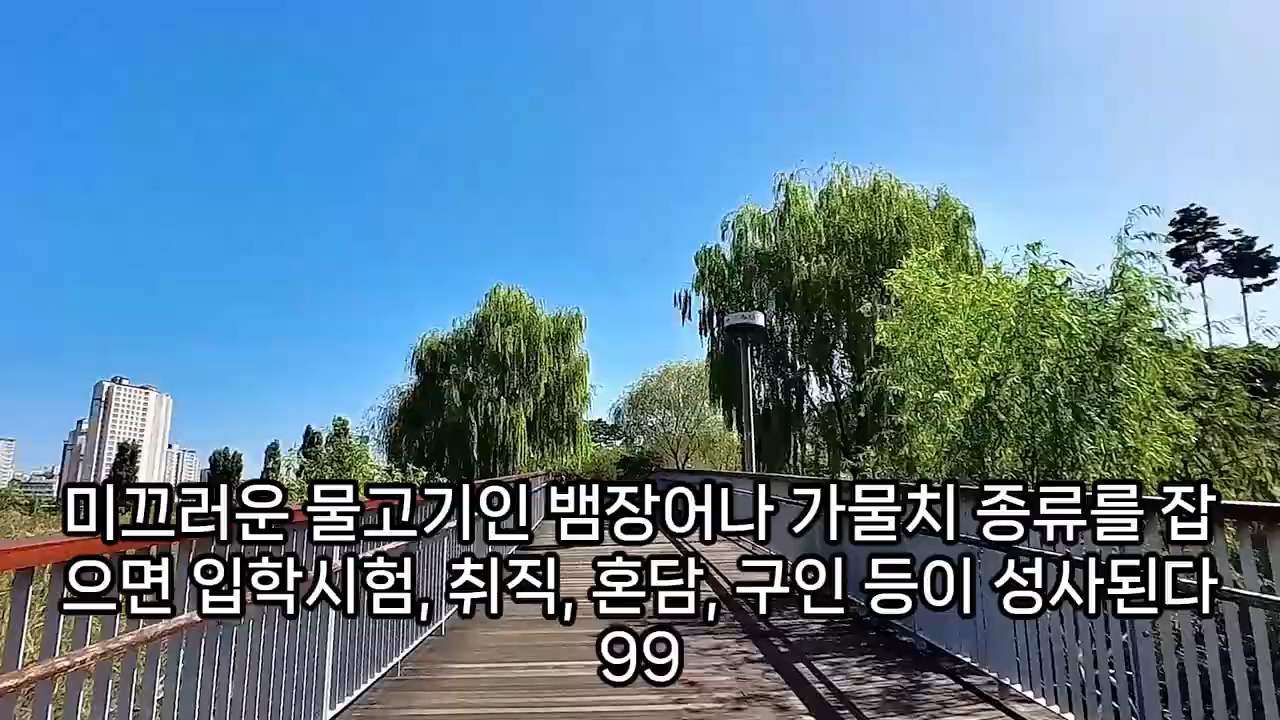 미끄러운 물고기인 뱀장어나 가물치 종류를 잡
으면 입학시험, 취직, 혼담, 구인 등이 성사된다
99